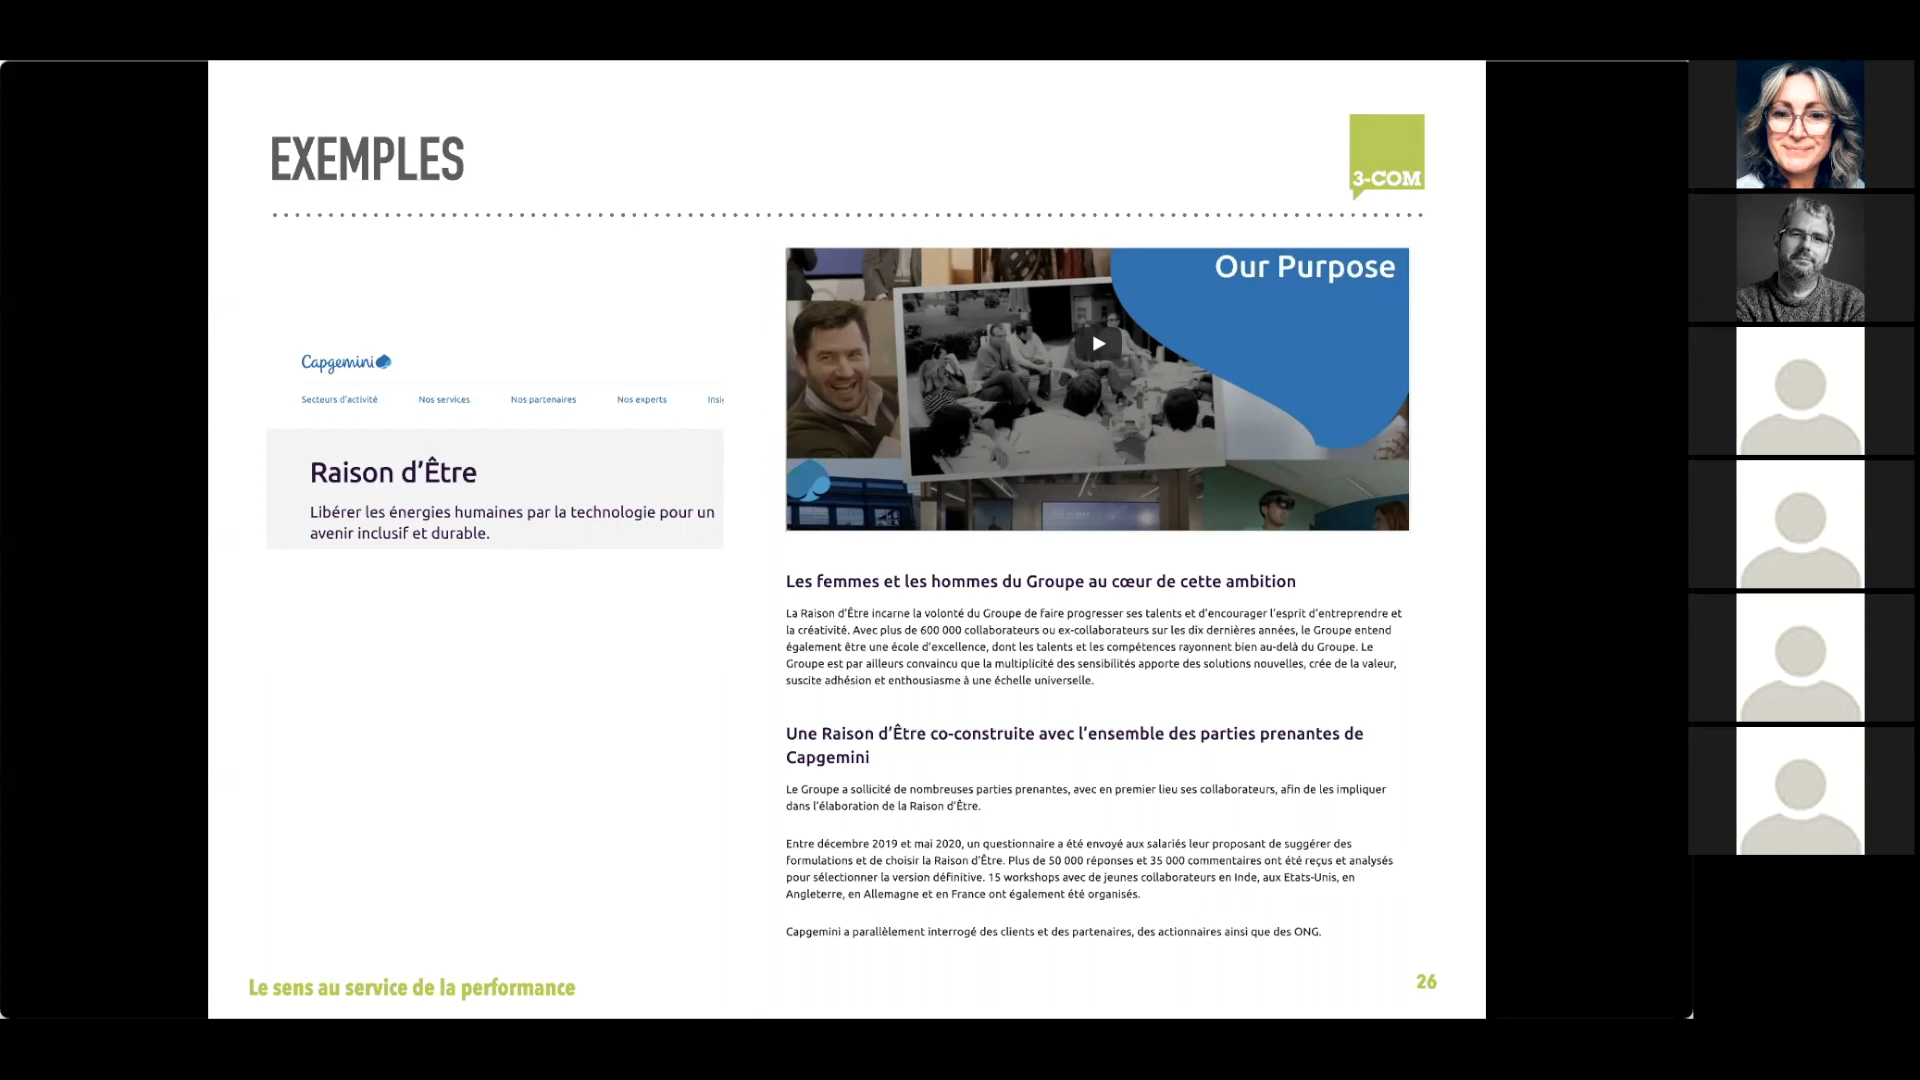 EXEMPLES
3-COM
Capgemini
Secteurs d'activité Nos services Nos partenaires Nos experts
Raison d'Être
Libérer les énergies humaines par la technologie pour un
avenir inclusif et durable.
Our Purpose
Les femmes et les hommes du Groupe au cœur de cette ambition
La Raison d'Être incarne la volonté du Groupe de faire progresser ses talents et d'encourager l'esprit d'entreprendre et
la créativité. Avec plus de 600 000 collaborateurs ou ex-collaborateurs sur les dix dernières années, le Groupe entend
également être une école d'excellence, dont les talents et les compétences rayonnent bien au-delà du Groupe. Le
Groupe est par ailleurs convaincu que la multiplicité des sensibilités apporte des solutions nouvelles, crée de la valeur,
suscite adhésion et enthousiasme à une échelle universelle.
Une Raison d'Être co-construite avec l'ensemble des parties prenantes de
Capgemini
Le Groupe a sollicité de nombreuses parties prenantes, avec en premier lieu ses collaborateurs, afin de les impliquer
dans l'élaboration de la Raison d'Être.
Entre décembre 2019 et mai 2020, un questionnaire a été envoyé aux salariés leur proposant de suggérer des
formulations et de choisir la Raison d'Être. Plus de 50 000 réponses et 35 000 commentaires ont été reçus et analysés
pour sélectionner la version définitive. 15 workshops avec de jeunes collaborateurs en Inde, aux Etats-Unis, en
Angleterre, en Allemagne et en France ont également été organisés.
Capgemini a parallèlement interrogé des clients et des partenaires, des actionnaires ainsi que des ONG.
Le sens au service de la performance
26